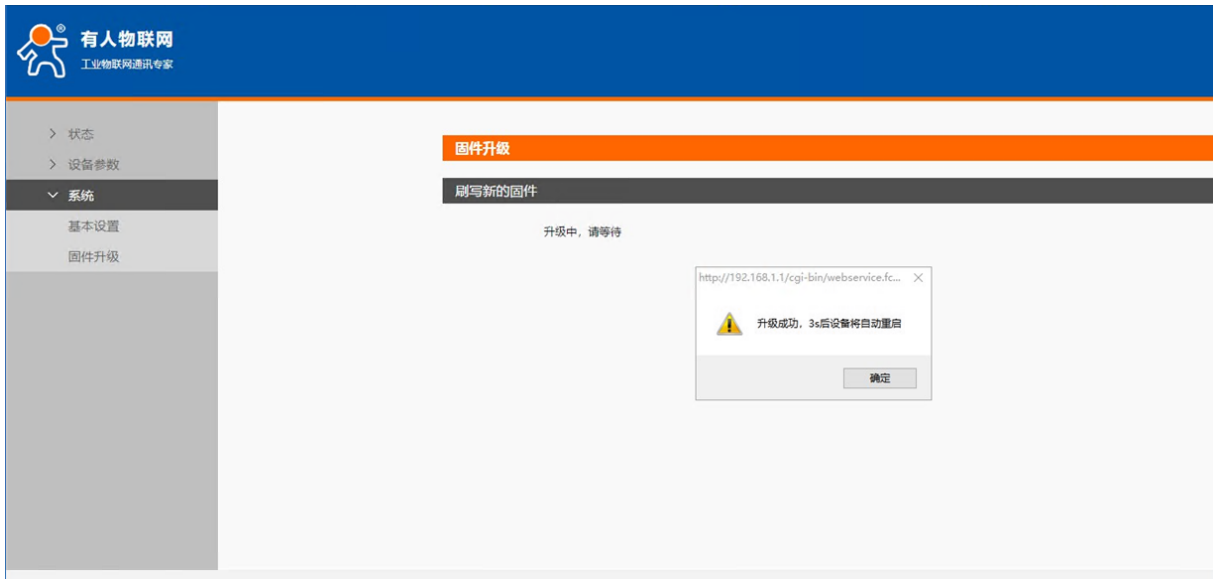 有人物联网
®
工业物联网通讯专家
状态
设备参数
系统
基本设置
固件升级
固件升级
刷写新的固件
升级中，请等待
http://192.168.1.1/cgi-bin/webservice.fc...
升级成功，3s后设备将自动重启
确定